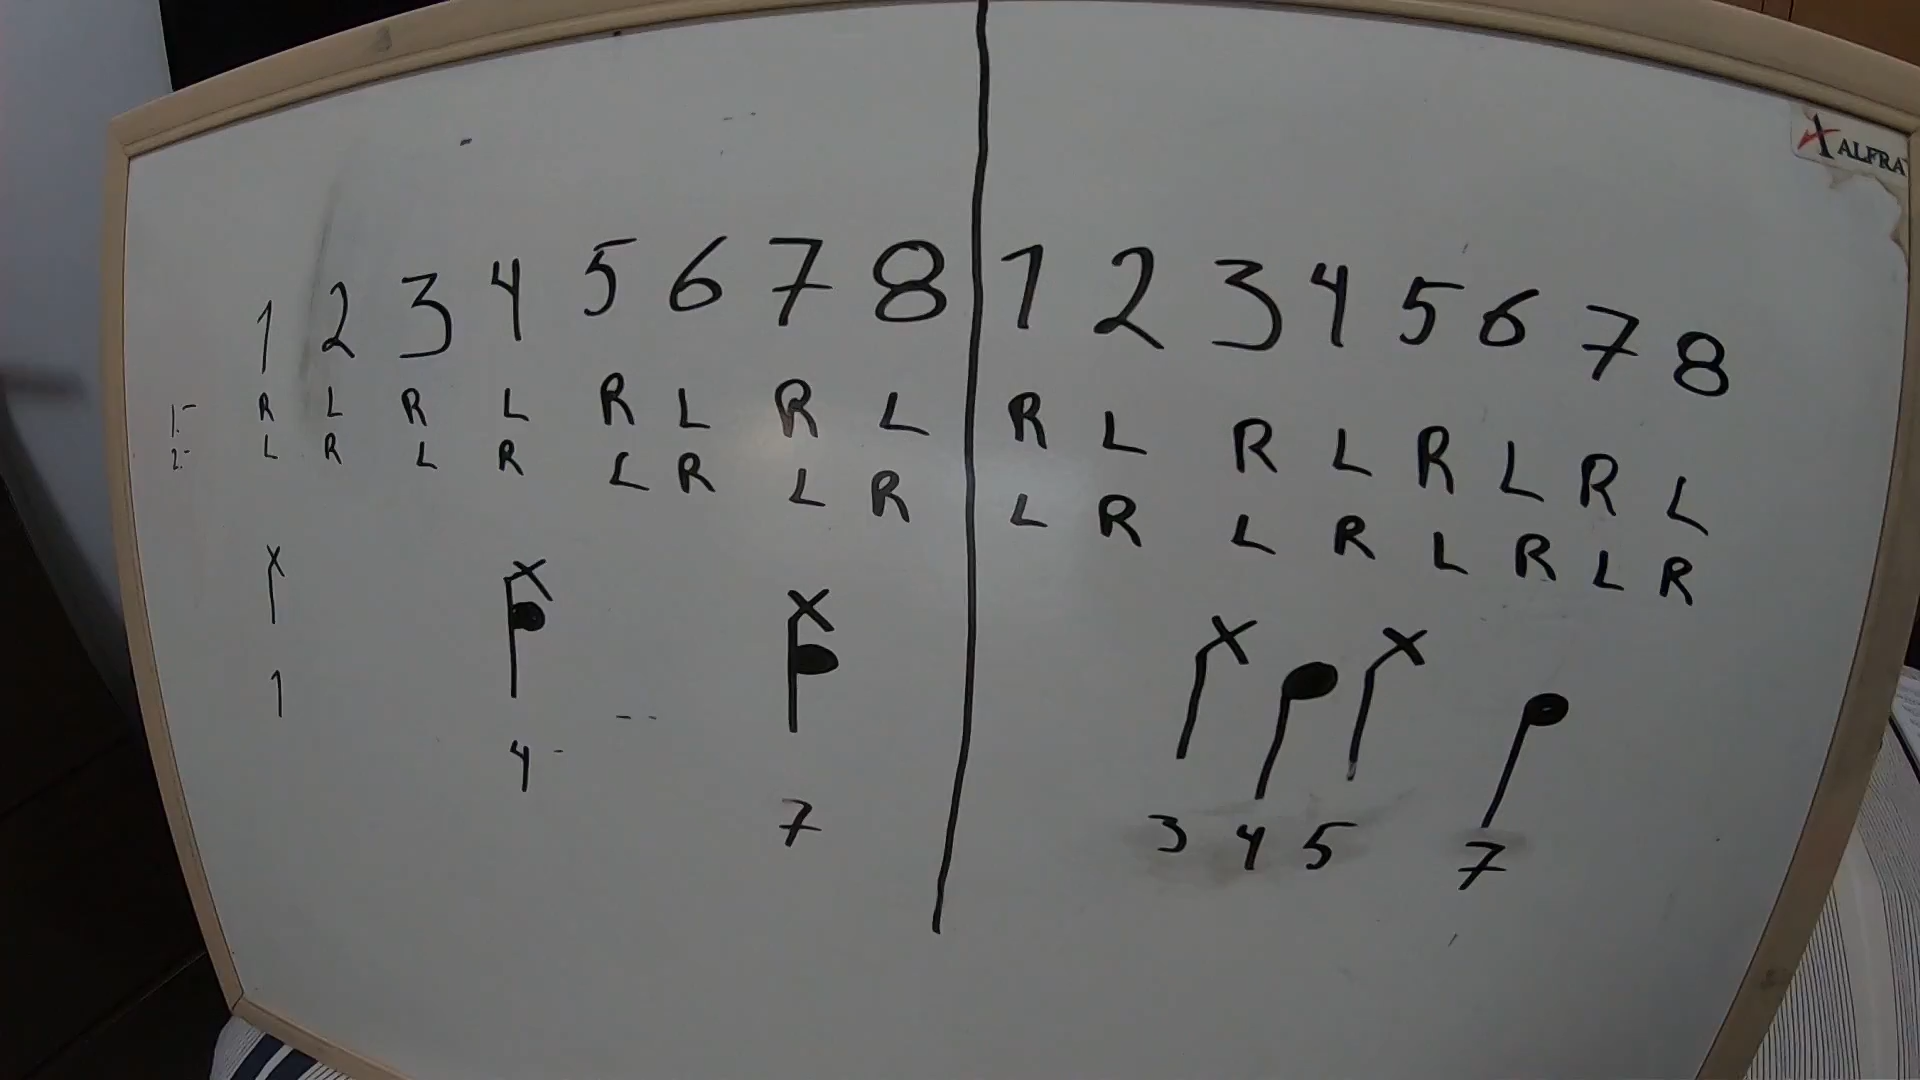 ALFRA
1 2 3 4 5 6 7 8 1 2 3 4 5 6 7 8
1.- R L R L R L R L R L R L R L R L
2.- L R L R L R L R L R L R L R L R
x x x x x
1 4 7 3 4 5 7